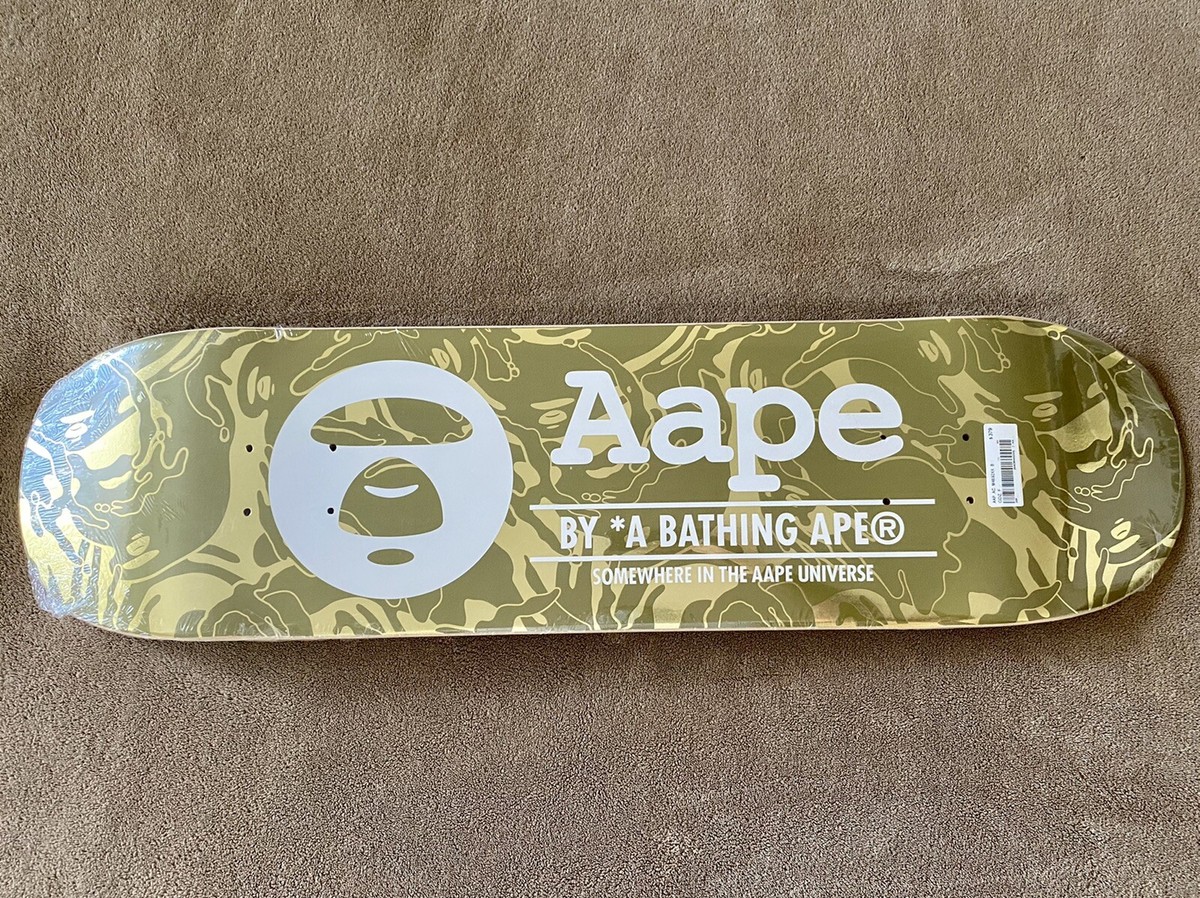 Aape
BY *A BATHING APE®
SOMEWHERE IN THE AAPE UNIVERSE